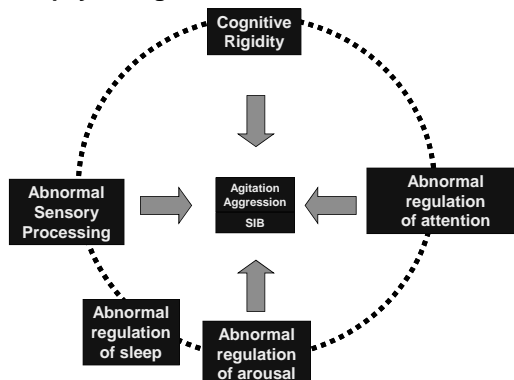 Cognitive
Rigidity
Abnormal
Sensory
Processing
Agitation
Aggression
SIB
Abnormal
regulation
of attention
Abnormal
regulation
of sleep
Abnormal
regulation
of arousal